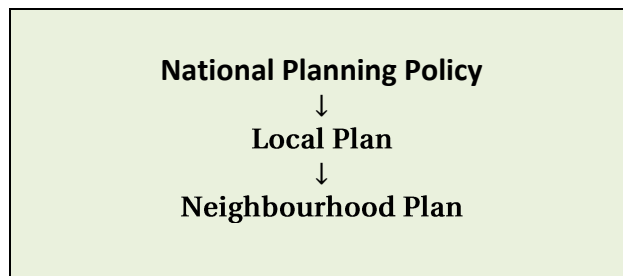 National Planning Policy
↓
Local Plan
↓
Neighbourhood Plan